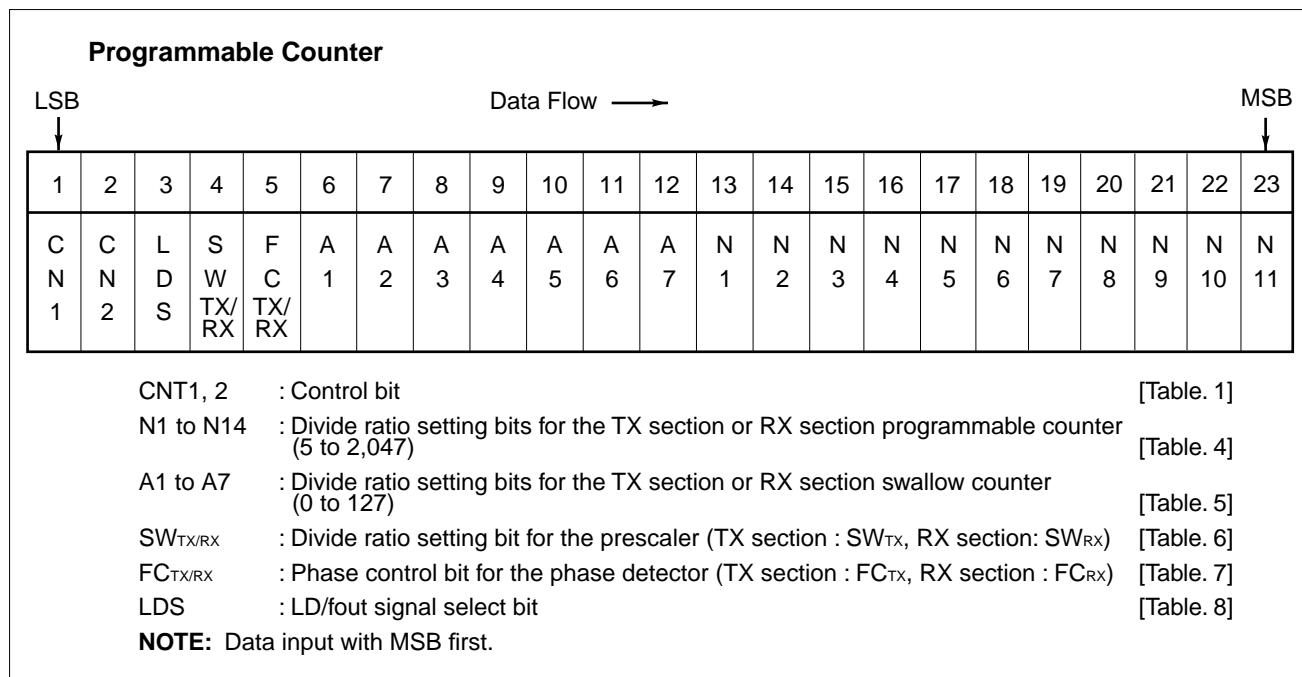 Programmable Counter
LSB Data Flow MSB
1 2 3 4 5 6 7 8 9 10 11 12 13 14 15 16 17 18 19 20 21 22 23
C C L S F A A A A A A A N N N N N N N N N N N
N N D W C 1 2 3 4 5 6 7 1 2 3 4 5 6 7 8 9 10 11
1 2 S TX/ TX/
RX RX
CNT1, 2 : Control bit [Table. 1]
N1 to N14 : Divide ratio setting bits for the TX section or RX section programmable counter
(5 to 2,047) [Table. 4]
A1 to A7 : Divide ratio setting bits for the TX section or RX section swallow counter
(0 to 127) [Table. 5]
SWTX/RX : Divide ratio setting bit for the prescaler (TX section : SWTX, RX section: SWRX) [Table. 6]
FCTX/RX : Phase control bit for the phase detector (TX section : FCTX, RX section : FCRX) [Table. 7]
LDS : LD/fout signal select bit [Table. 8]
NOTE: Data input with MSB first.